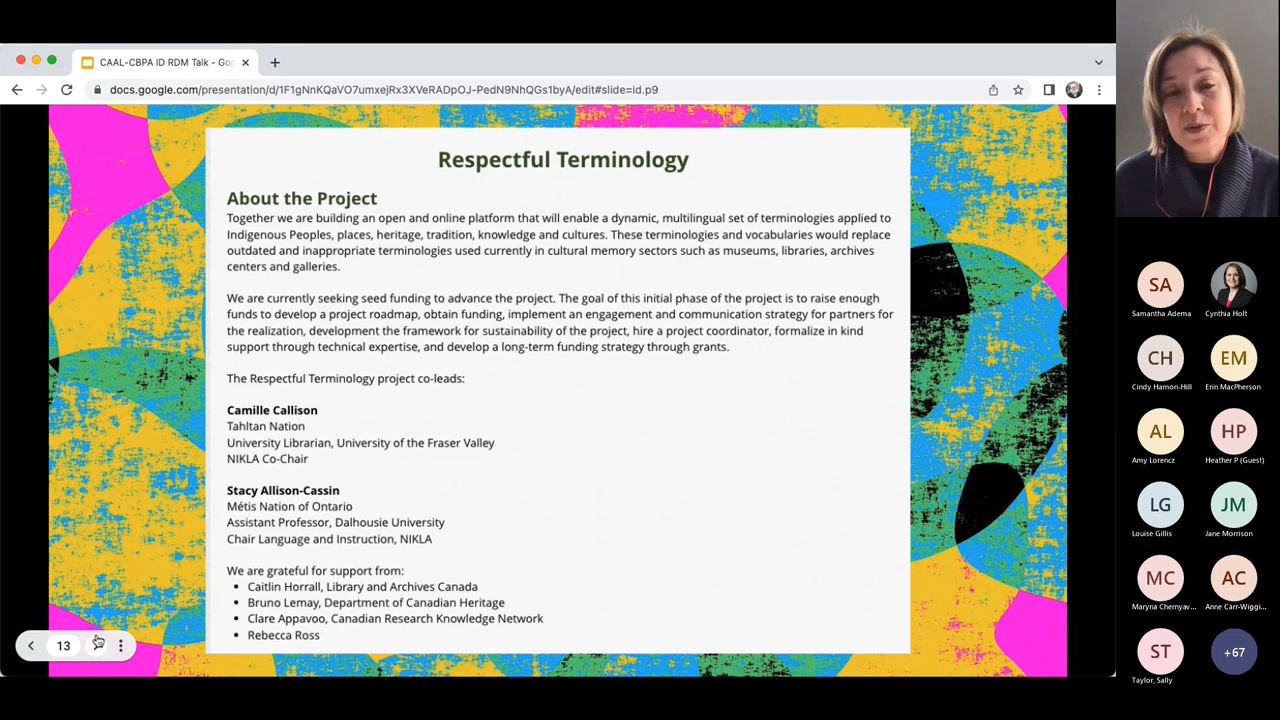 CAAL-CBPA ID RDM Talk - Goo
docs.google.com/presentation/d/1F1gNnKQaVO7umxejRx3XVeRADpOJ-PedN9NhQGs1byA/edit#slide=id.p9
Respectful Terminology
About the Project
Together we are building an open and online platform that will enable a dynamic, multilingual set of terminologies applied to
Indigenous Peoples, places, heritage, tradition, knowledge and cultures. These terminologies and vocabularies would replace
outdated and inappropriate terminologies used currently in cultural memory sectors such as museums, libraries, archives
centers and galleries.
We are currently seeking seed funding to advance the project. The goal of this initial phase of the project is to raise enough
funds to develop a project roadmap, obtain funding, implement an engagement and communication strategy for partners for
the realization, development the framework for sustainability of the project, hire a project coordinator, formalize in kind
support through technical expertise, and develop a long-term funding strategy through grants.
The Respectful Terminology project co-leads:
Camille Callison
Tahltan Nation
University Librarian, University of the Fraser Valley
NIKLA Co-Chair
Stacy Allison-Cassin
Métis Nation of Ontario
Assistant Professor, Dalhousie University
Chair Language and Instruction, NIKLA
We are grateful for support from:
• Caitlin Horrall, Library and Archives Canada
• Bruno Lemay, Department of Canadian Heritage
• Clare Appavoo, Canadian Research Knowledge Network
• Rebecca Ross
13
SA
Samantha Adema
Cynthia Holt
CH
Cindy Hamon-Hill
EM
Erin MacPherson
AL
Amy Lorencz
HP
Heather P (Guest)
LG
Louise Gillis
JM
Jane Morrison
MC
Maryna Chernyav...
AC
Anne Carr-Wiggi...
ST
Taylor, Sally
+67